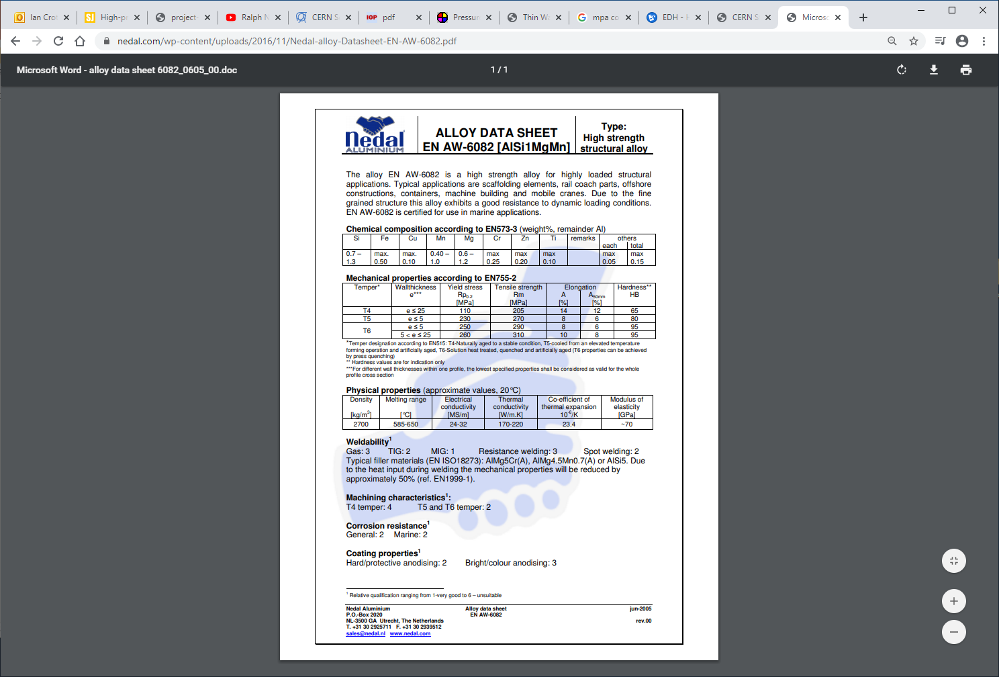 Ian Crof
High-pr
project-
Ralph N
CERN S
IOP pdf
Pressur
Thin Wa
mpa co
EDH - H
CERN S
Microso
nedal.com/wp-content/uploads/2016/11/Nedal-alloy-Datasheet-EN-AW-6082.pdf
Microsoft Word - alloy data sheet 6082_0605_00.doc
1 / 1
nedal
ALUMINIUM
ALLOY DATA SHEET
EN AW-6082 [AlSi1MgMn]
Type:
High strength
structural alloy
The alloy EN AW-6082 is a high strength alloy for highly loaded structural
applications. Typical applications are scaffolding elements, rail coach parts, offshore
constructions, containers, machine building and mobile cranes. Due to the fine
grained structure this alloy exhibits a good resistance to dynamic loading conditions.
EN AW-6082 is certified for use in marine applications.
Chemical composition according to EN573-3 (weight%, remainder Al)
Si Fe Cu Mn Mg Cr Zn Ti remarks others
each total
0.7 – max. max. 0.40 – 0.6 – max max max max max
1.3 0.50 0.10 1.0 1.2 0.25 0.20 0.10 0.05 0.15
Mechanical properties according to EN755-2
Temper* Wallthickness Yield stress Tensile strength Elongation Hardness**
e*** Rp0.2 Rm A A50mm HB
[MPa] [MPa] [%] [%]
T4 e ≤ 25 110 205 14 12 65
T5 e ≤ 5 230 270 8 6 80
T6 e ≤ 5 250 290 8 6 95
5 < e ≤ 25 260 310 10 8 95
*Temper designation according to EN515: T4-Naturally aged to a stable condition, T5-cooled from an elevated temperature
forming operation and artificially aged, T6-Solution heat treated, quenched and artificially aged (T6 properties can be achieved
by press quenching)
** Hardness values are for indication only
***For different wall thicknesses within one profile, the lowest specified properties shall be considered as valid for the whole
profile cross section
Physical properties (approximate values, 20°C)
Density Melting range Electrical Thermal Co-efficient of Modulus of
conductivity conductivity thermal expansion elasticity
[kg/m³] [°C] [MS/m] [W/m.K] 10⁻⁶/K [GPa]
2700 585-650 24-32 170-220 23.4 ~70
Weldability¹
Gas: 3 TIG: 2 MIG: 1 Resistance welding: 3 Spot welding: 2
Typical filler materials (EN ISO18273): AlMg5Cr(A), AlMg4.5Mn0.7(A) or AlSi5. Due
to the heat input during welding the mechanical properties will be reduced by
approximately 50% (ref. EN1999-1).
Machining characteristics¹:
T4 temper: 4 T5 and T6 temper: 2
Corrosion resistance¹
General: 2 Marine: 2
Coating properties¹
Hard/protective anodising: 2 Bright/colour anodising: 3
¹ Relative qualification ranging from 1-very good to 6 – unsuitable
Nedal Aluminium Alloy data sheet jun-2005
P.O.-Box 2020 EN AW-6082
NL-3500 GA Utrecht, The Netherlands rev.00
T. +31 30 2925711 F. +31 30 2939512
sales@nedal.nl www.nedal.com